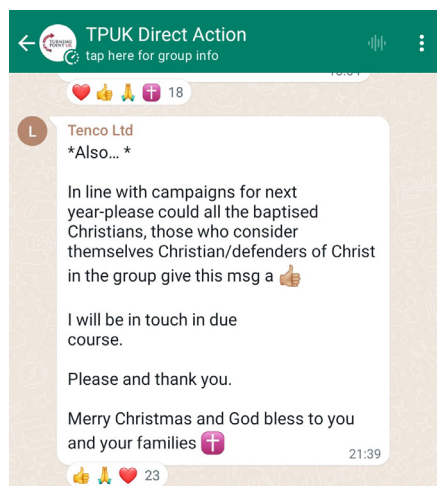 TPUK Direct Action
TURNING
POINT UK
tap here for group info
18
L
Tenco Ltd
*Also... *
In line with campaigns for next
year-please could all the baptised
Christians, those who consider
themselves Christian/defenders of Christ
in the group give this msg a 👍🏼
I will be in touch in due
course.
Please and thank you.
Merry Christmas and God bless to you
and your families ✝️
21:39
23